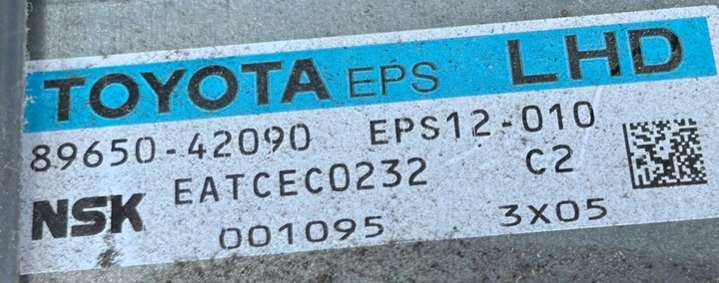 TOYOTA EPS LHD
89650-42090 EPS12-010
NSK EATCEC0232 C2
001095 3X05